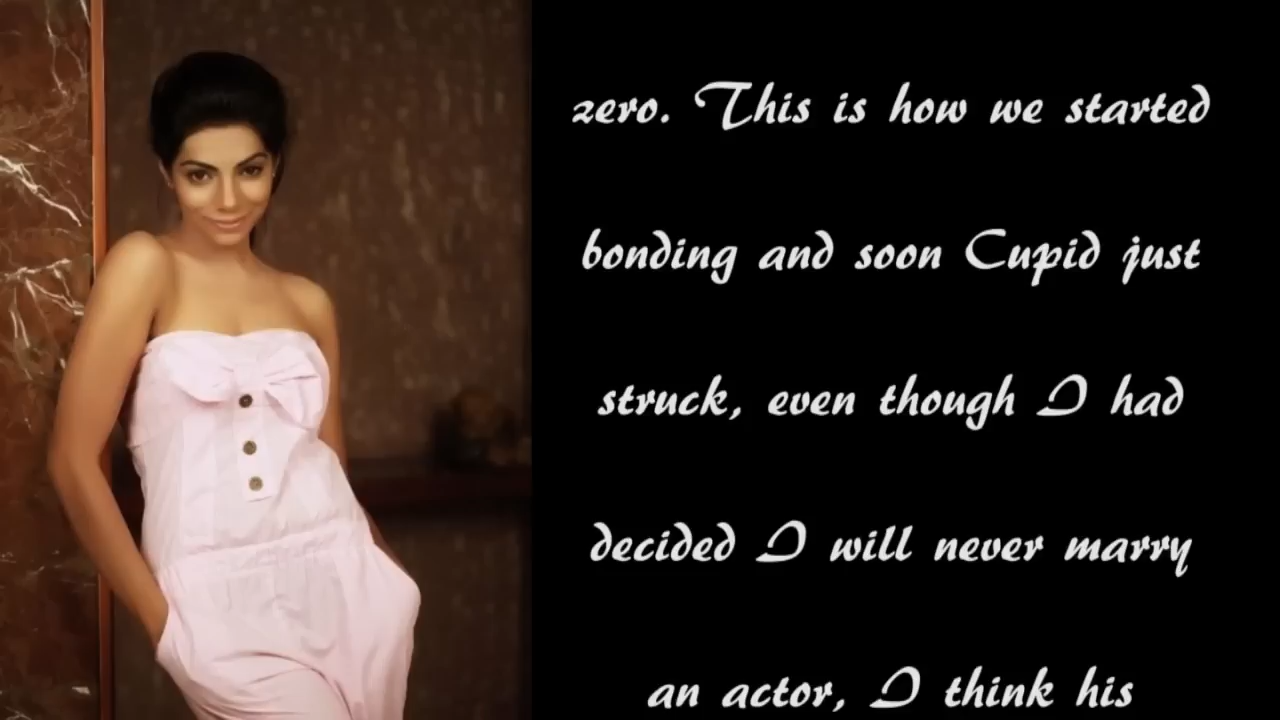 zero. This is how we started
bonding and soon Cupid just
struck, even though I had
decided I will never marry
an actor, I think his